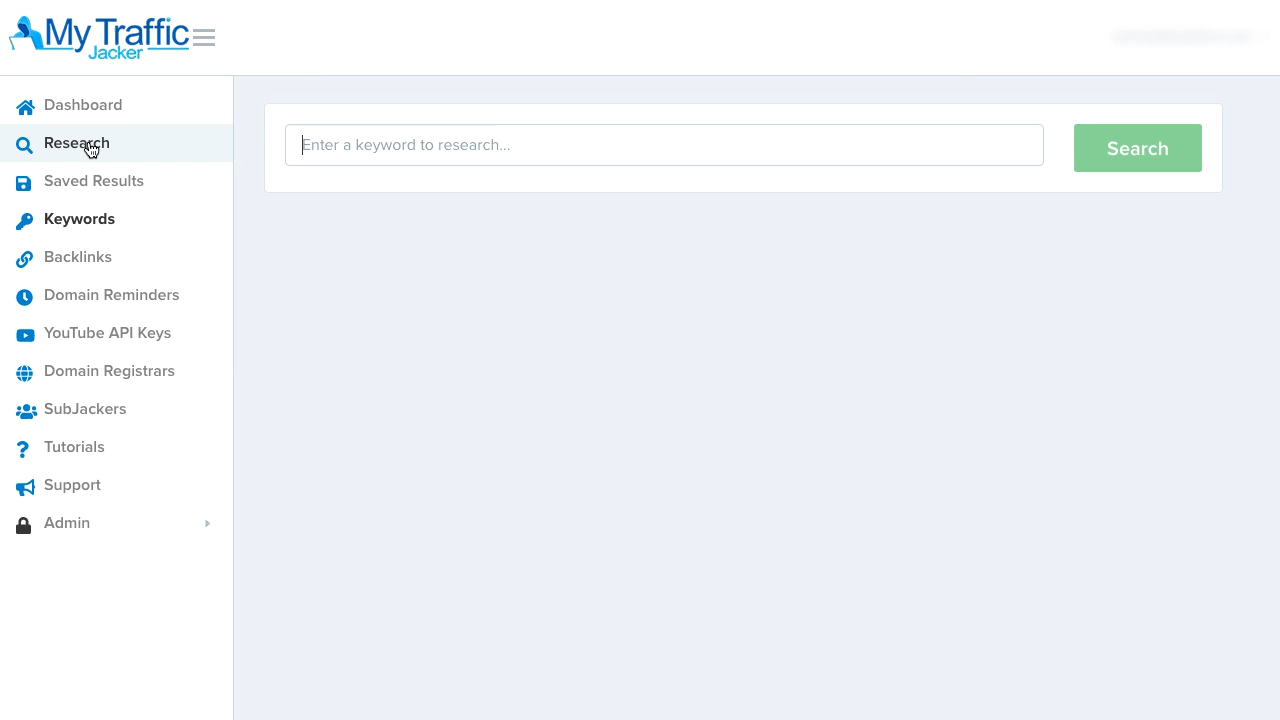 My Traffic
Jacker
Dashboard
Research
Saved Results
Keywords
Backlinks
Domain Reminders
YouTube API Keys
Domain Registrars
SubJackers
Tutorials
Support
Admin
Enter a keyword to research...
Search